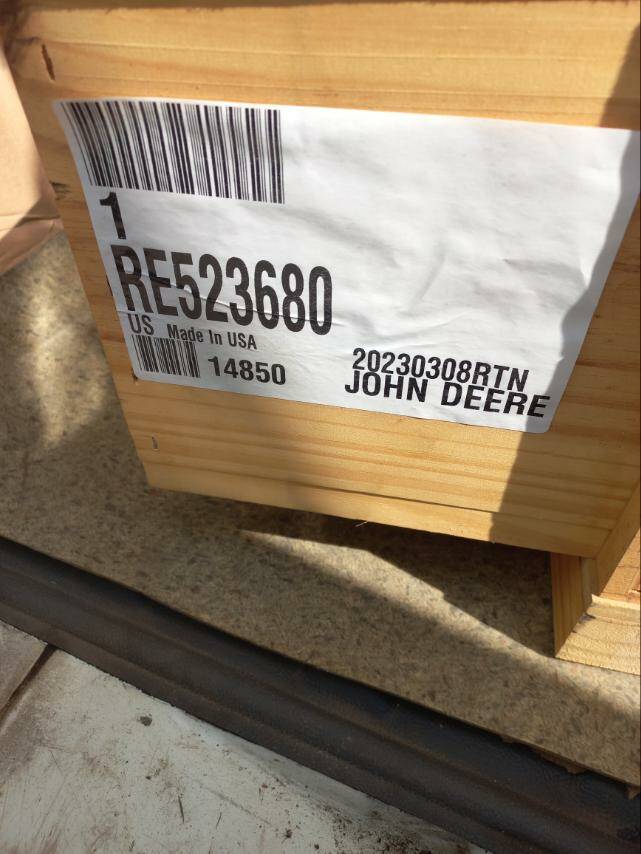 1
RE523680
US Made In USA
14850
20230308RTN
JOHN DEERE